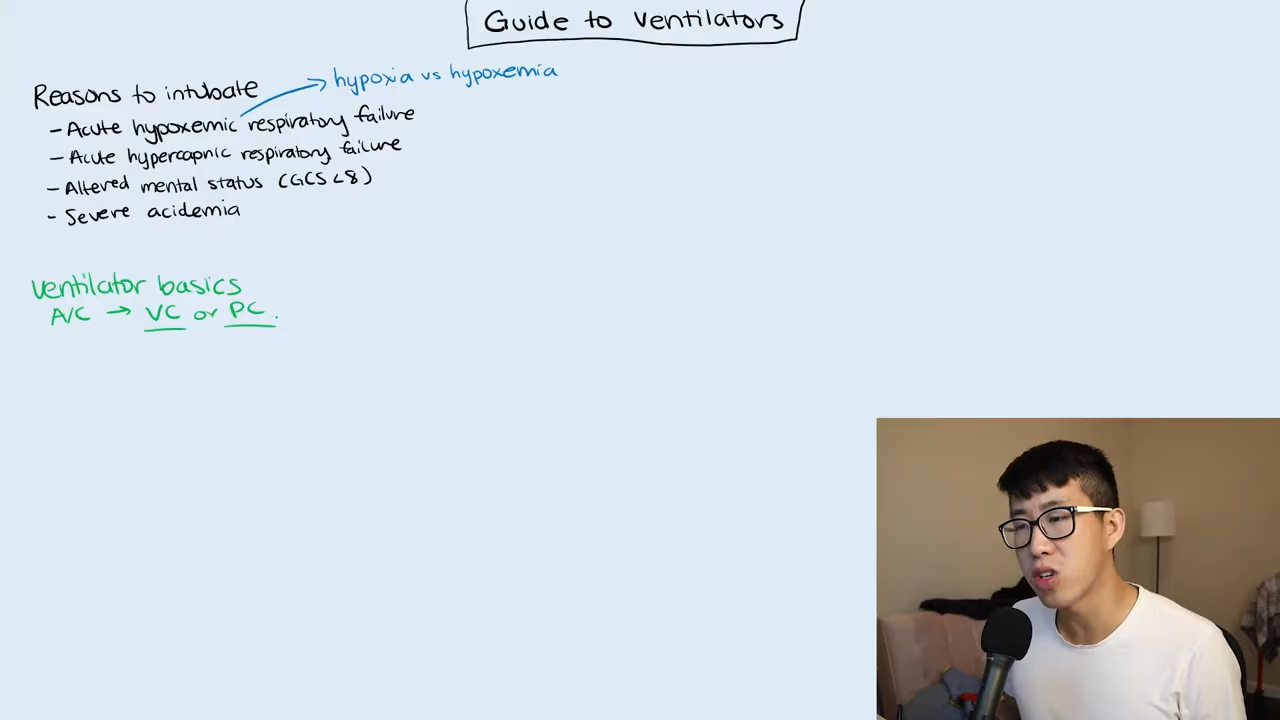 Guide to Ventilators
Reasons to intubate
hypoxia vs hypoxemia
- Acute hypoxemic respiratory failure
- Acute hypercapnic respiratory failure
- Altered mental status (GCS < 8)
- Severe acidemia
Ventilator basics
A/C → VC or PC.